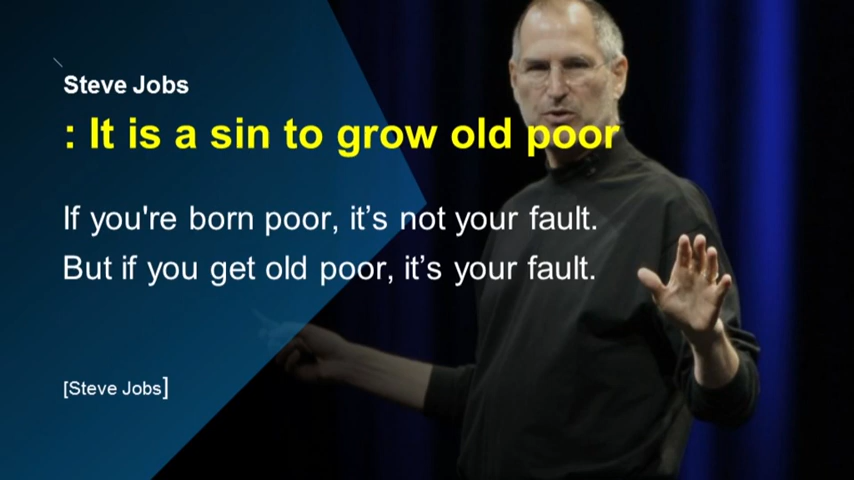 Steve Jobs
: It is a sin to grow old poor
If you're born poor, it’s not your fault.
But if you get old poor, it’s your fault.
[Steve Jobs]